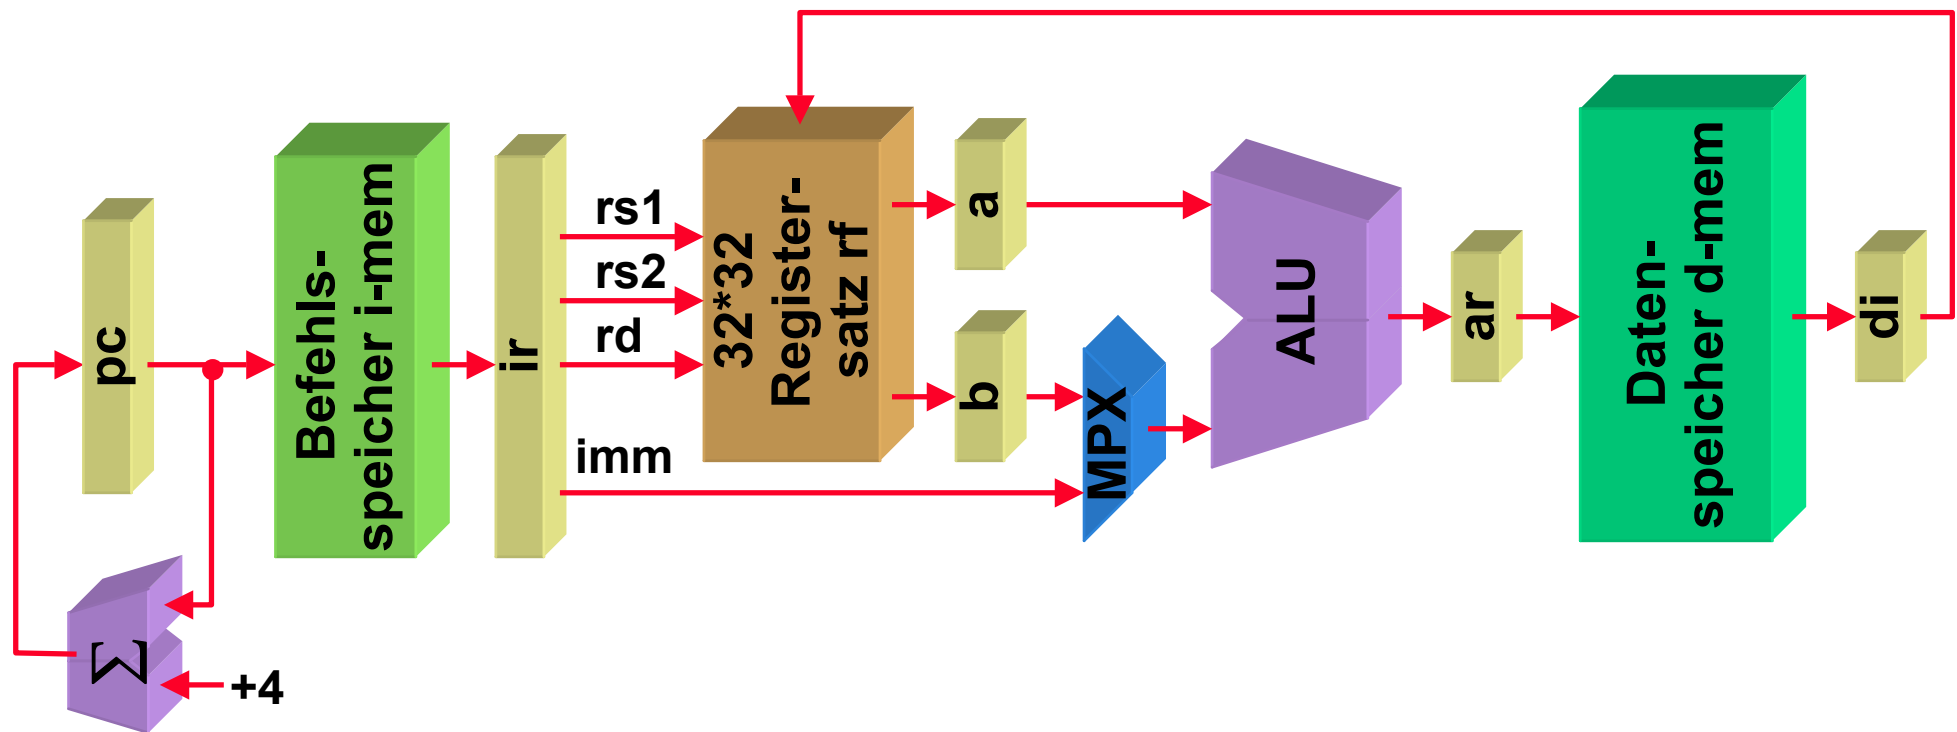 pc
Σ
+4
Befehls-
speicher i-mem
ir
rs1
rs2
rd
imm
32*32
Register-
satz rf
a
b
MPX
ALU
ar
Daten-
speicher d-mem
di